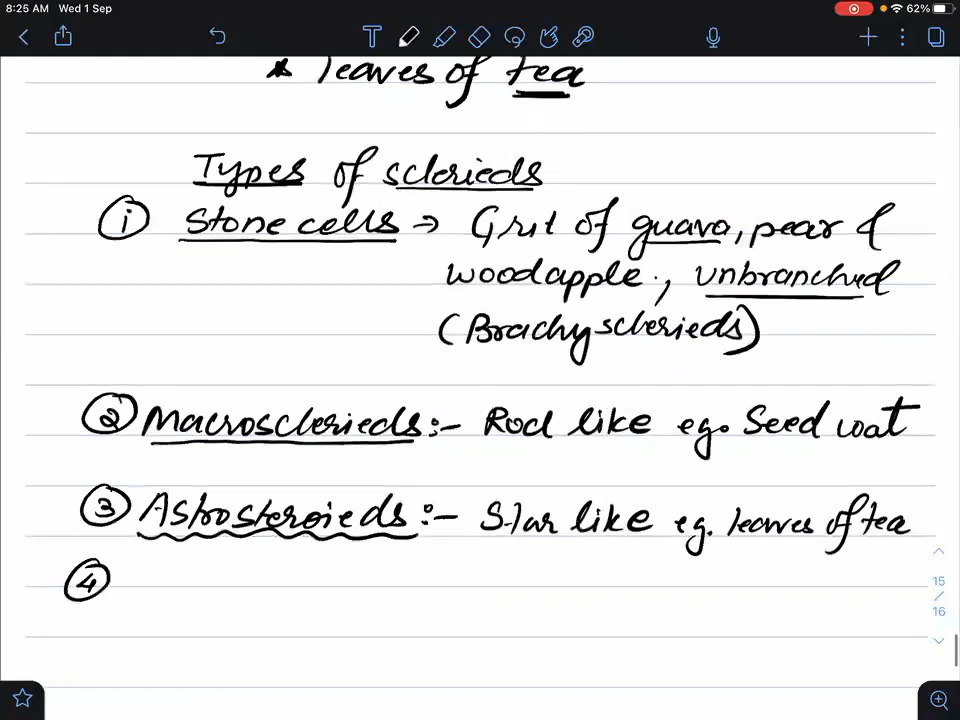 8:25 AM Wed 1 Sep 62%
* leaves of tea
Types of sclerieds
① Stone cells → Grit of guava, pear &
woodapple., unbranched
(Brachysclerieds)
② Macrosclerieds:- Rod like eg. Seed coat
③ Astrosteroieds:- Star like eg. leaves of tea
④
15
/
16